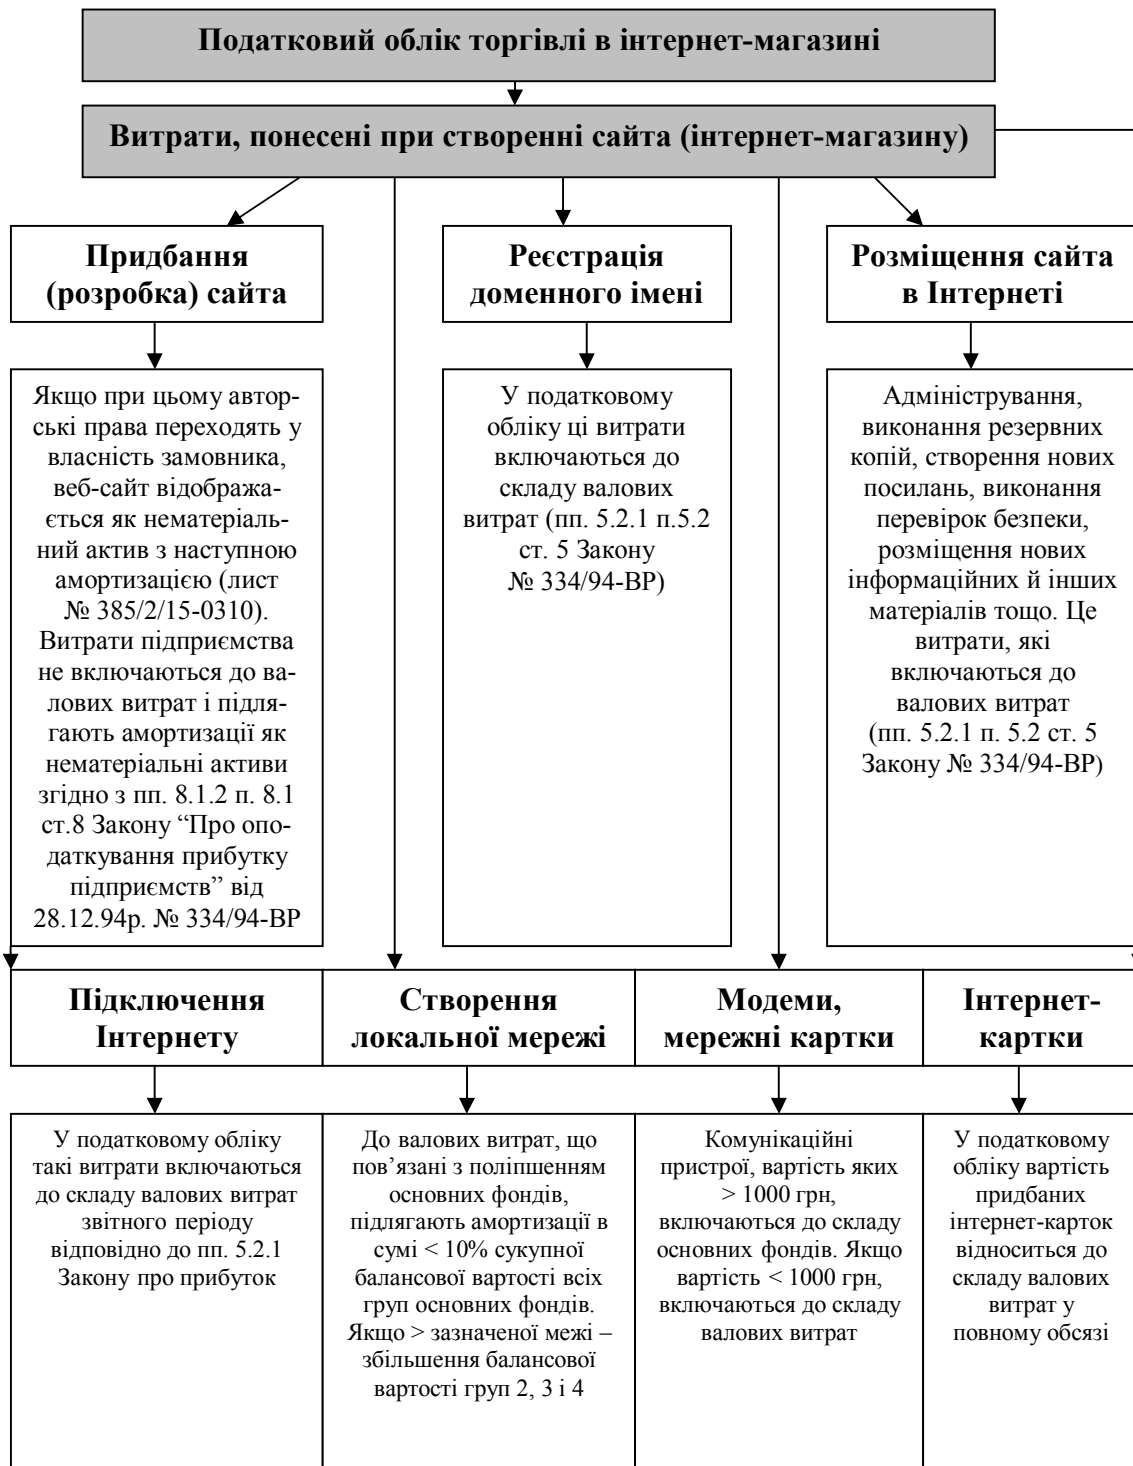 Податковий облік торгівлі в інтернет-магазині
Витрати, понесені при створенні сайта (інтернет-магазину)
Придбання
(розробка) сайта
Реєстрація
доменного імені
Розміщення сайта
в Інтернеті
Якщо при цьому автор-
ські права переходять у
власність замовника,
веб-сайт відобража-
ється як нематеріаль-
ний актив з наступною
амортизацією (лист
№ 385/2/15-0310).
Витрати підприємства
не включаються до ва-
лових витрат і підля-
гають амортизації як
нематеріальні активи
згідно з пп. 8.1.2 п. 8.1
ст.8 Закону “Про опо-
даткування прибутку
підприємств” від
28.12.94р. № 334/94-ВР
У податковому
обліку ці витрати
включаються до
складу валових
витрат (пп. 5.2.1 п.5.2
ст. 5 Закону
№ 334/94-ВР)
Адміністрування,
виконання резервних
копій, створення нових
посилань, виконання
перевірок безпеки,
розміщення нових
інформаційних й інших
матеріалів тощо. Це
витрати, які
включаються до
валових витрат
(пп. 5.2.1 п. 5.2 ст. 5
Закону № 334/94-ВР)
Підключення
Інтернету
Створення
локальної мережі
Модеми,
мережні картки
Інтернет-
картки
У податковому обліку
такі витрати включаються
до складу валових витрат
звітного періоду
відповідно до пп. 5.2.1
Закону про прибуток
До валових витрат, що
пов’язані з поліпшенням
основних фондів,
підлягають амортизації в
сумі < 10% сукупної
балансової вартості всіх
груп основних фондів.
Якщо > зазначеної межі –
збільшення балансової
вартості груп 2, 3 і 4
Комунікаційні
пристрої, вартість яких
> 1000 грн,
включаються до складу
основних фондів. Якщо
вартість < 1000 грн,
включаються до складу
валових витрат
У податковому
обліку вартість
придбаних
інтернет-карток
відноситься до
складу валових
витрат у
повному обсязі